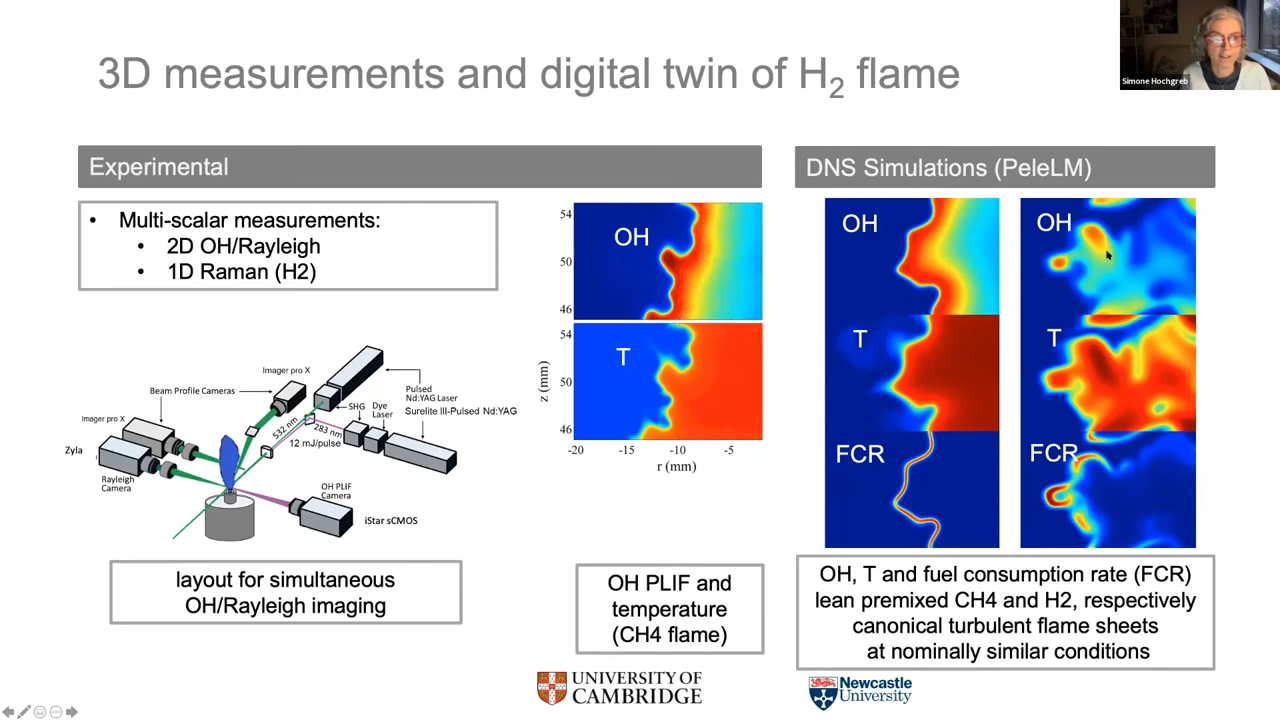 3D measurements and digital twin of H2 flame
Simone Hochgreb
Experimental
• Multi-scalar measurements:
• 2D OH/Rayleigh
• 1D Raman (H2)
Imager pro X
Beam Profile Cameras
Imager pro X
Zyla
Rayleigh
Camera
Pulsed
Nd:YAG Laser
SHG
Dye
Laser
Surelite III-Pulsed Nd:YAG
532 nm
283 nm
12 mJ/pulse
OH PLIF
Camera
iStar sCMOS
layout for simultaneous
OH/Rayleigh imaging
54
50
46
OH
54
50
46
T
z (mm)
-20
-15
-10
-5
r (mm)
OH PLIF and
temperature
(CH4 flame)
DNS Simulations (PeleLM)
OH
T
FCR
OH
T
FCR
OH, T and fuel consumption rate (FCR)
lean premixed CH4 and H2, respectively
canonical turbulent flame sheets
at nominally similar conditions
UNIVERSITY OF
CAMBRIDGE
Newcastle
University